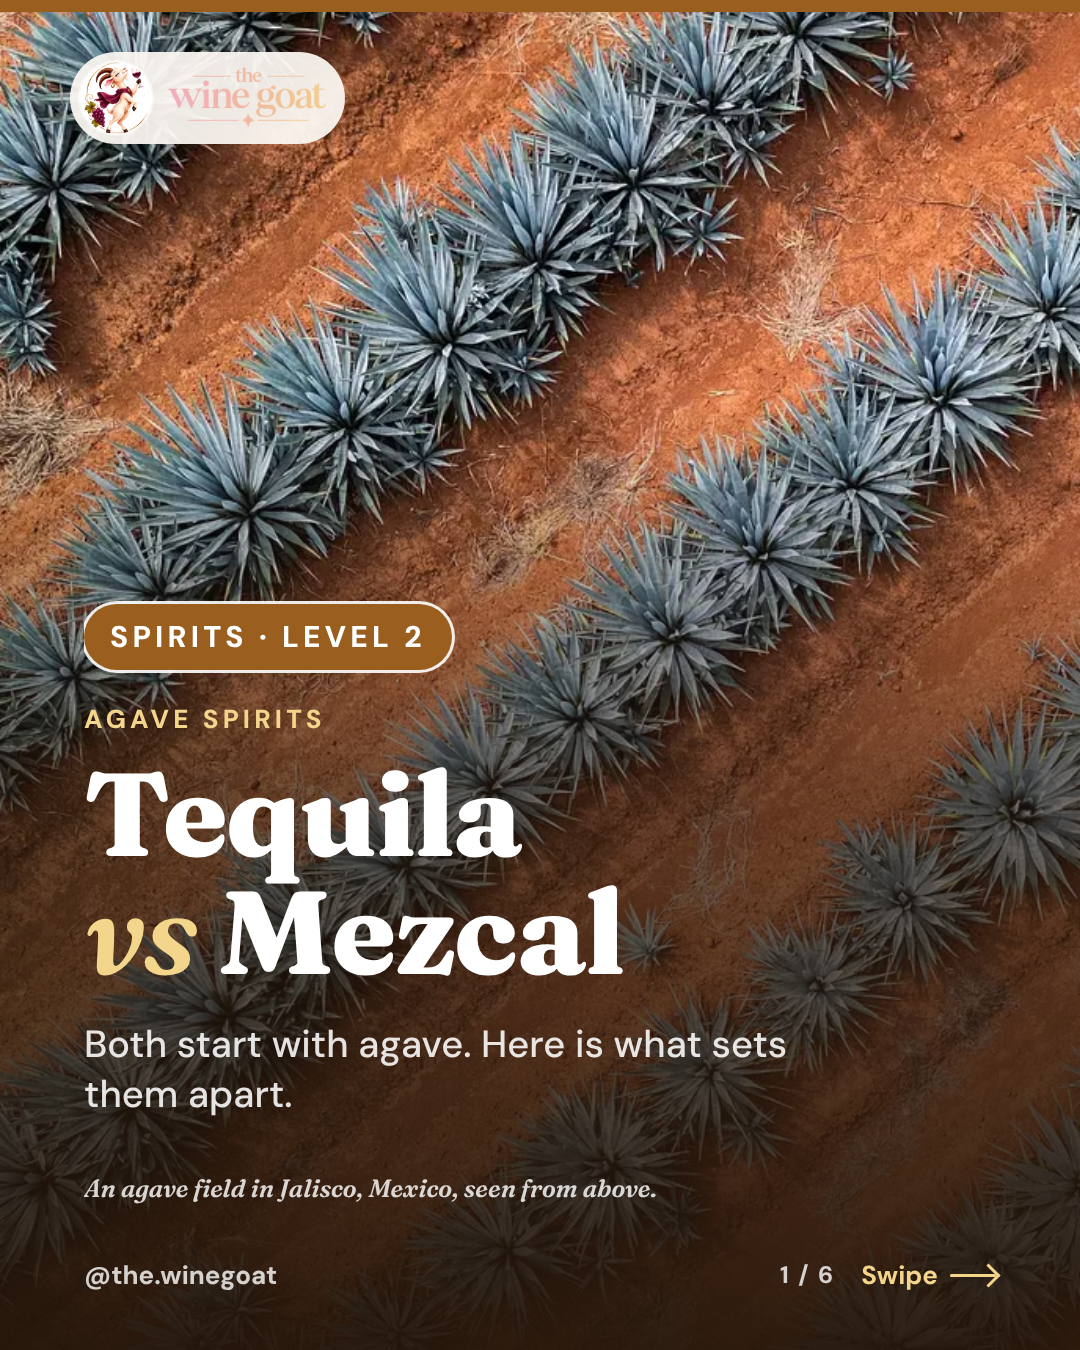 the
wine goat
SPIRITS · LEVEL 2
AGAVE SPIRITS
Tequila
vs Mezcal
Both start with agave. Here is what sets
them apart.
An agave field in Jalisco, Mexico, seen from above.
@the.winegoat
1 / 6 Swipe